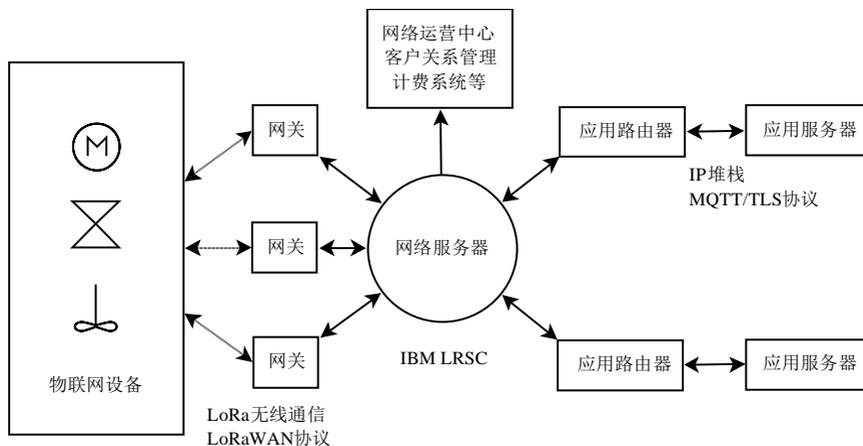 网络运营中心
客户关系管理
计费系统等
网关
应用路由器
应用服务器
M
IP堆栈
MQTT/TLS协议
网关
网络服务器
网关
IBM LRSC
应用路由器
应用服务器
物联网设备
LoRa无线通信
LoRaWAN协议